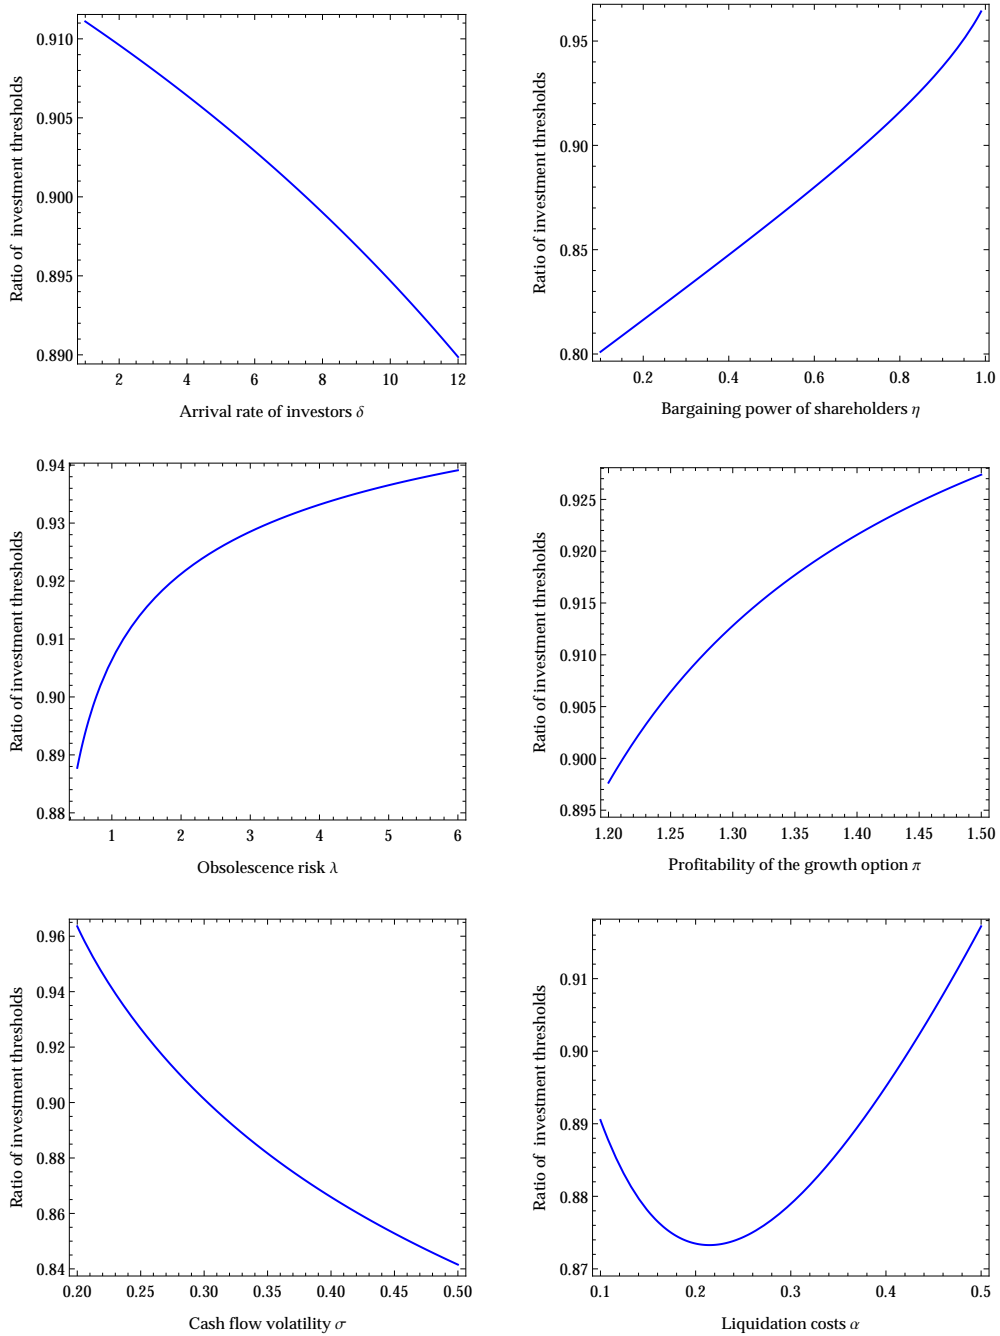 Ratio of investment thresholds
0.910
0.905
0.900
0.895
0.890
2 4 6 8 10 12
Arrival rate of investors δ
Ratio of investment thresholds
0.95
0.90
0.85
0.80
0.2 0.4 0.6 0.8 1.0
Bargaining power of shareholders η
Ratio of investment thresholds
0.94
0.93
0.92
0.91
0.90
0.89
0.88
1 2 3 4 5 6
Obsolescence risk λ
Ratio of investment thresholds
0.925
0.920
0.915
0.910
0.905
0.900
0.895
1.20 1.25 1.30 1.35 1.40 1.45 1.50
Profitability of the growth option π
Ratio of investment thresholds
0.96
0.94
0.92
0.90
0.88
0.86
0.84
0.20 0.25 0.30 0.35 0.40 0.45 0.50
Cash flow volatility σ
Ratio of investment thresholds
0.91
0.90
0.89
0.88
0.87
0.1 0.2 0.3 0.4 0.5
Liquidation costs α